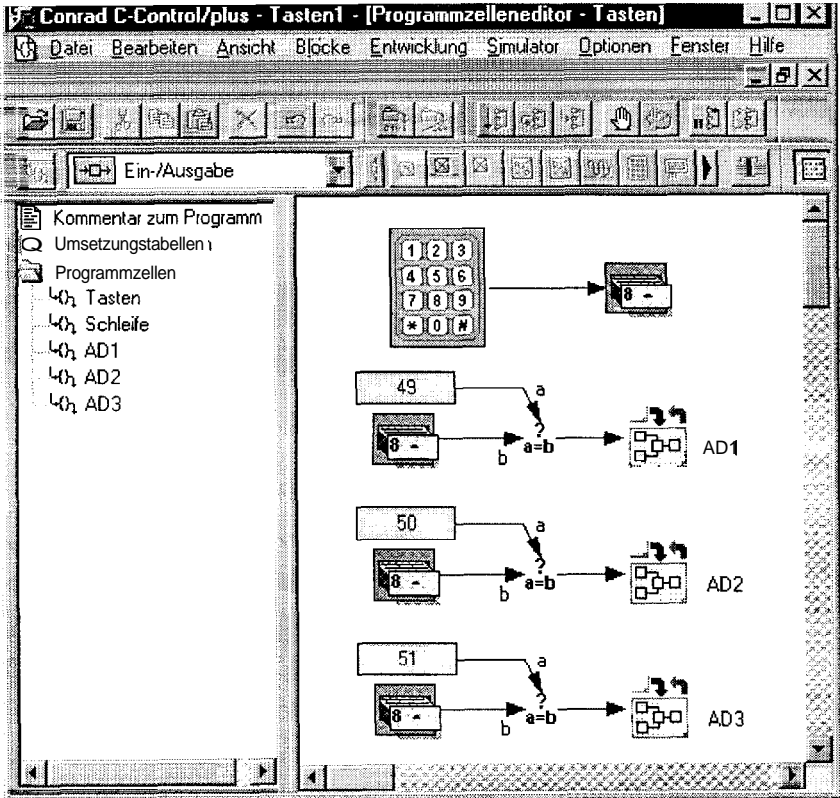 Conrad C-Control/plus - Tasten1 - [Programmzelleneditor - Tasten]
Datei Bearbeiten Ansicht Blöcke Entwicklung Simulator Optionen Fenster Hilfe
Ein-/Ausgabe
Kommentar zum Programm
Umsetzungstabellen
Programmzellen
Tasten
Schleife
AD1
AD2
AD3
1 2 3
4 5 6
7 8 9
* 0 #
8
49
a
?
8
b
a=b
AD1
50
a
?
8
b
a=b
AD2
51
a
?
8
b
a=b
AD3